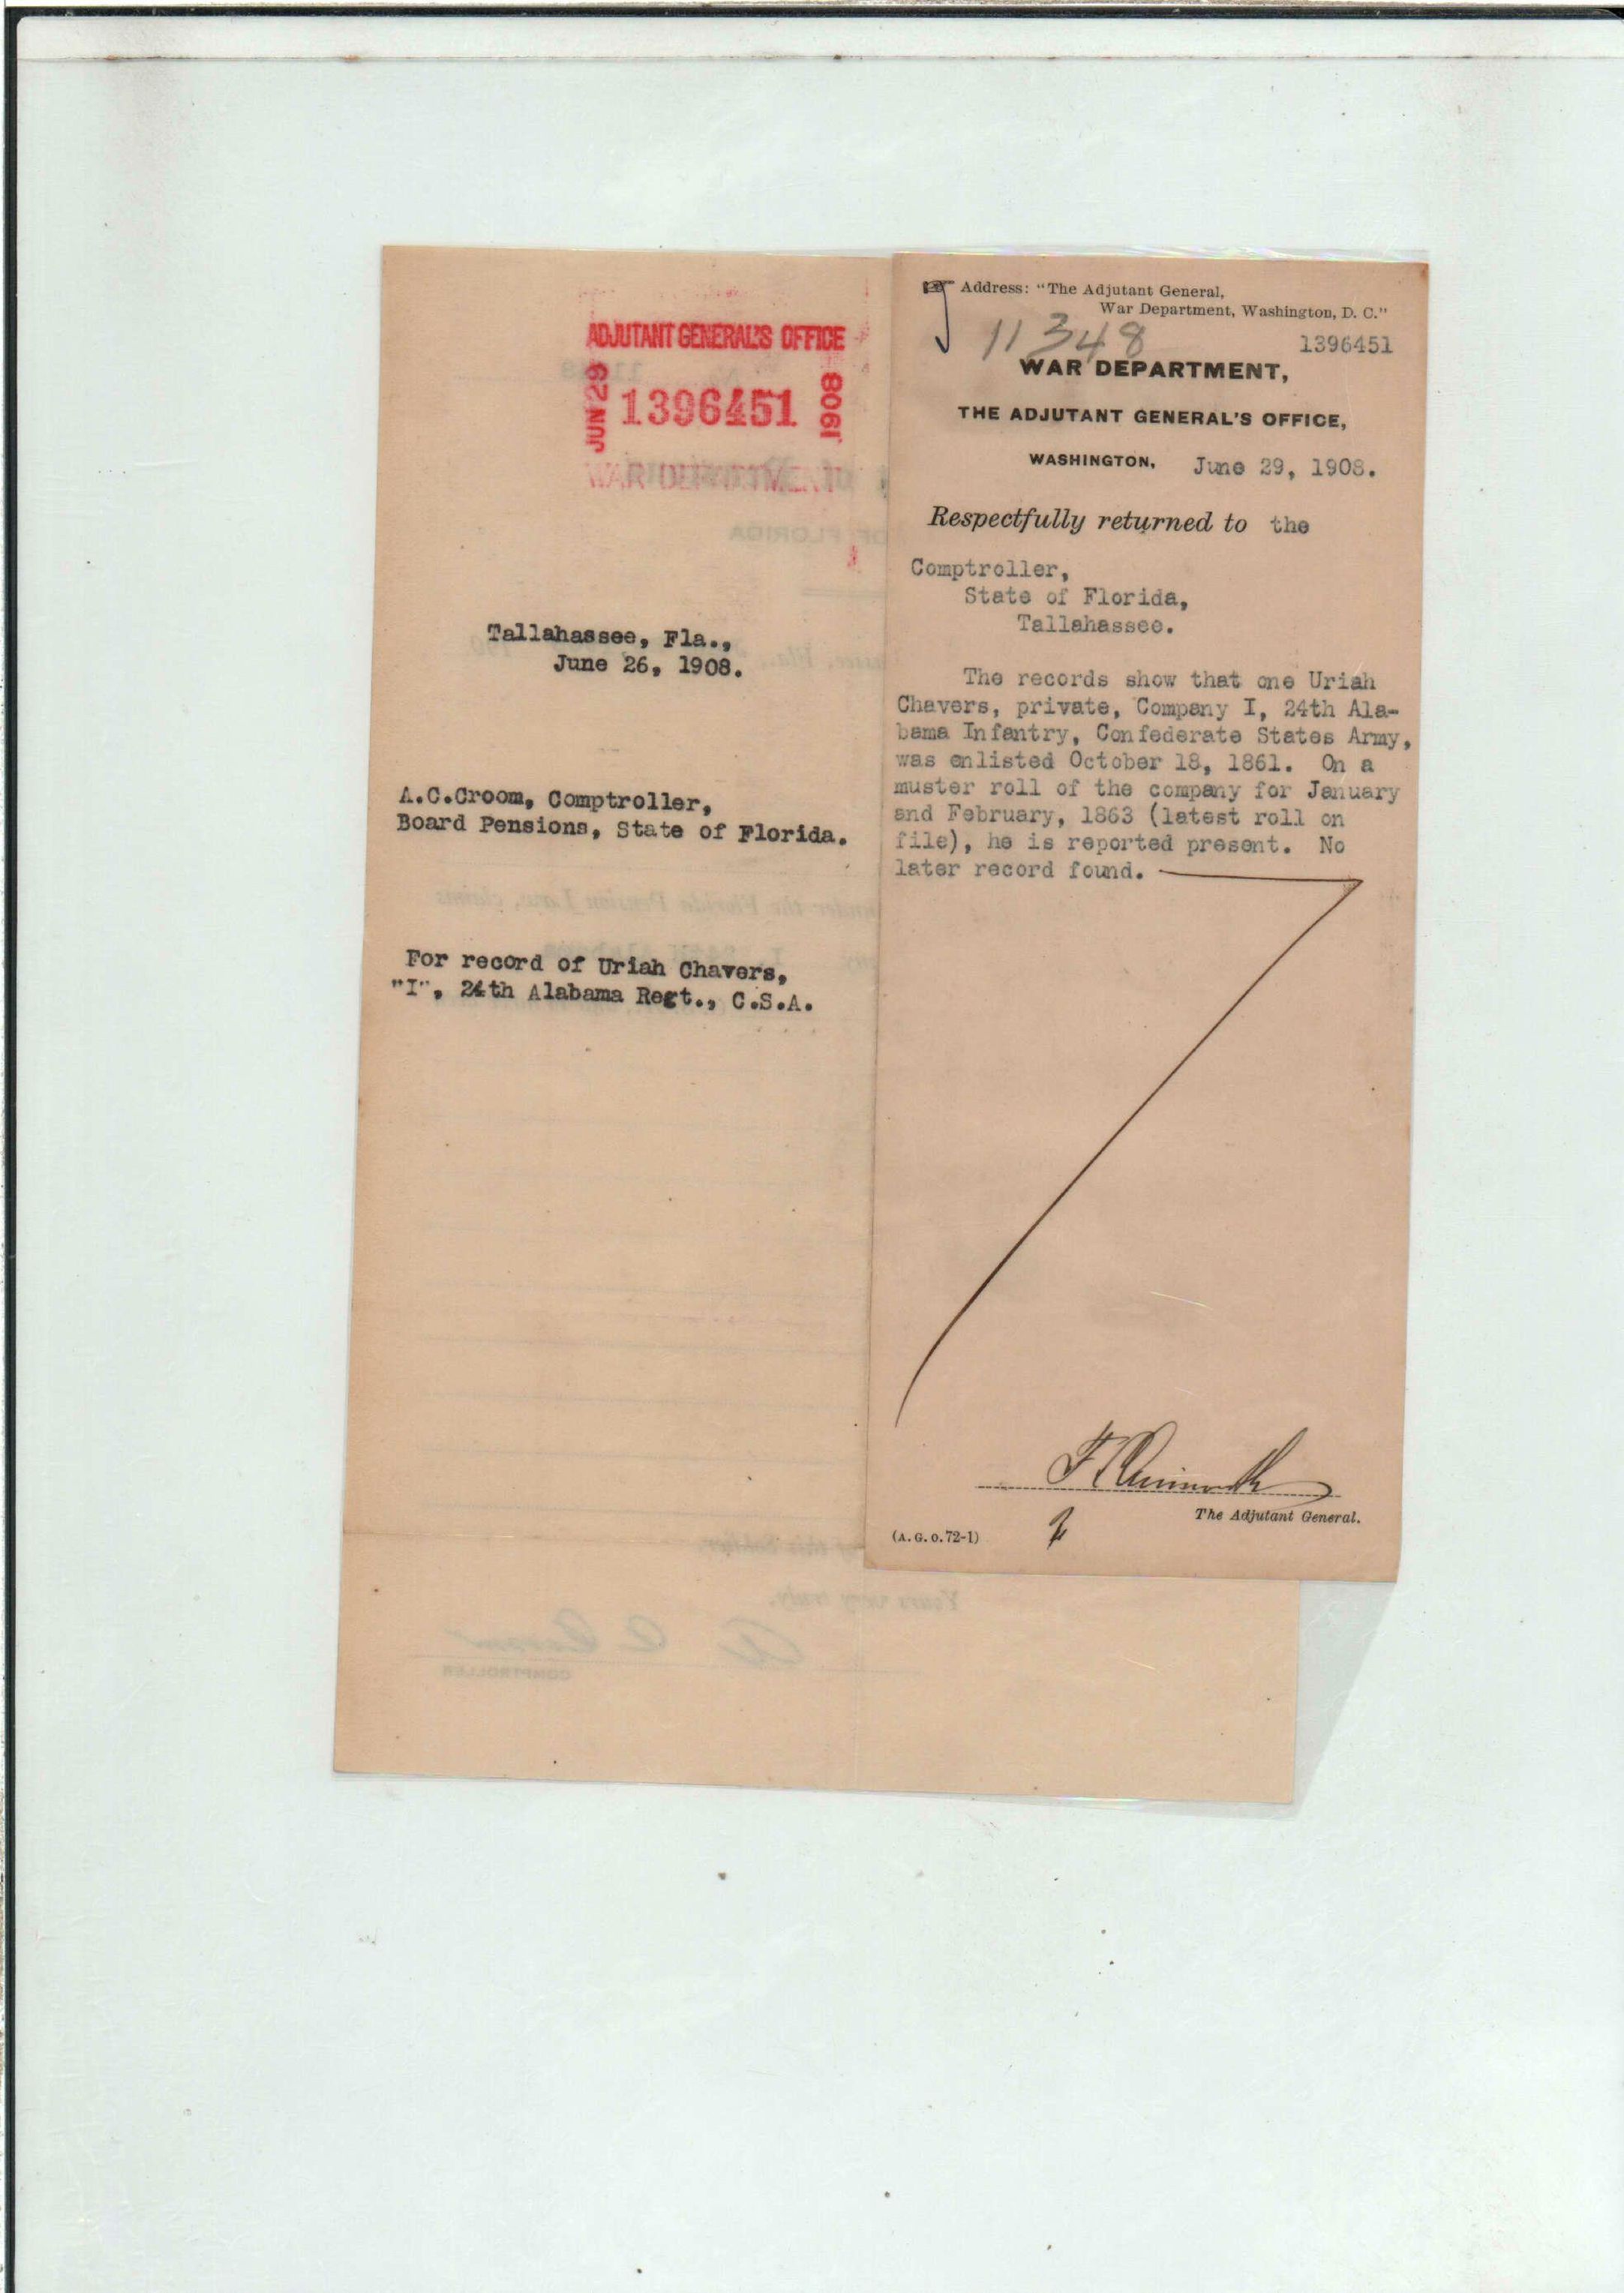 ADJUTANT GENERAL'S OFFICE
JUN 29 1396451 1908
WAR DEPARTMENT
Tallahassee, Fla.,
June 26, 1908.
A.C.Croom, Comptroller,
Board Pensions, State of Florida.
For record of Uriah Chavers,
"I", 24th Alabama Regt., C.S.A.
Address: "The Adjutant General,
War Department, Washington, D. C."
11348
1396451
WAR DEPARTMENT,
THE ADJUTANT GENERAL'S OFFICE,
WASHINGTON, June 29, 1908.
Respectfully returned to the
Comptroller,
State of Florida,
Tallahassee.
The records show that one Uriah
Chavers, private, Company I, 24th Ala-
bama Infantry, Confederate States Army,
was enlisted October 18, 1861. On a
muster roll of the company for January
and February, 1863 (latest roll on
file), he is reported present. No
later record found.
The Adjutant General.
(A. G. O. 72-1)
Yours very truly,
COMPTROLLER